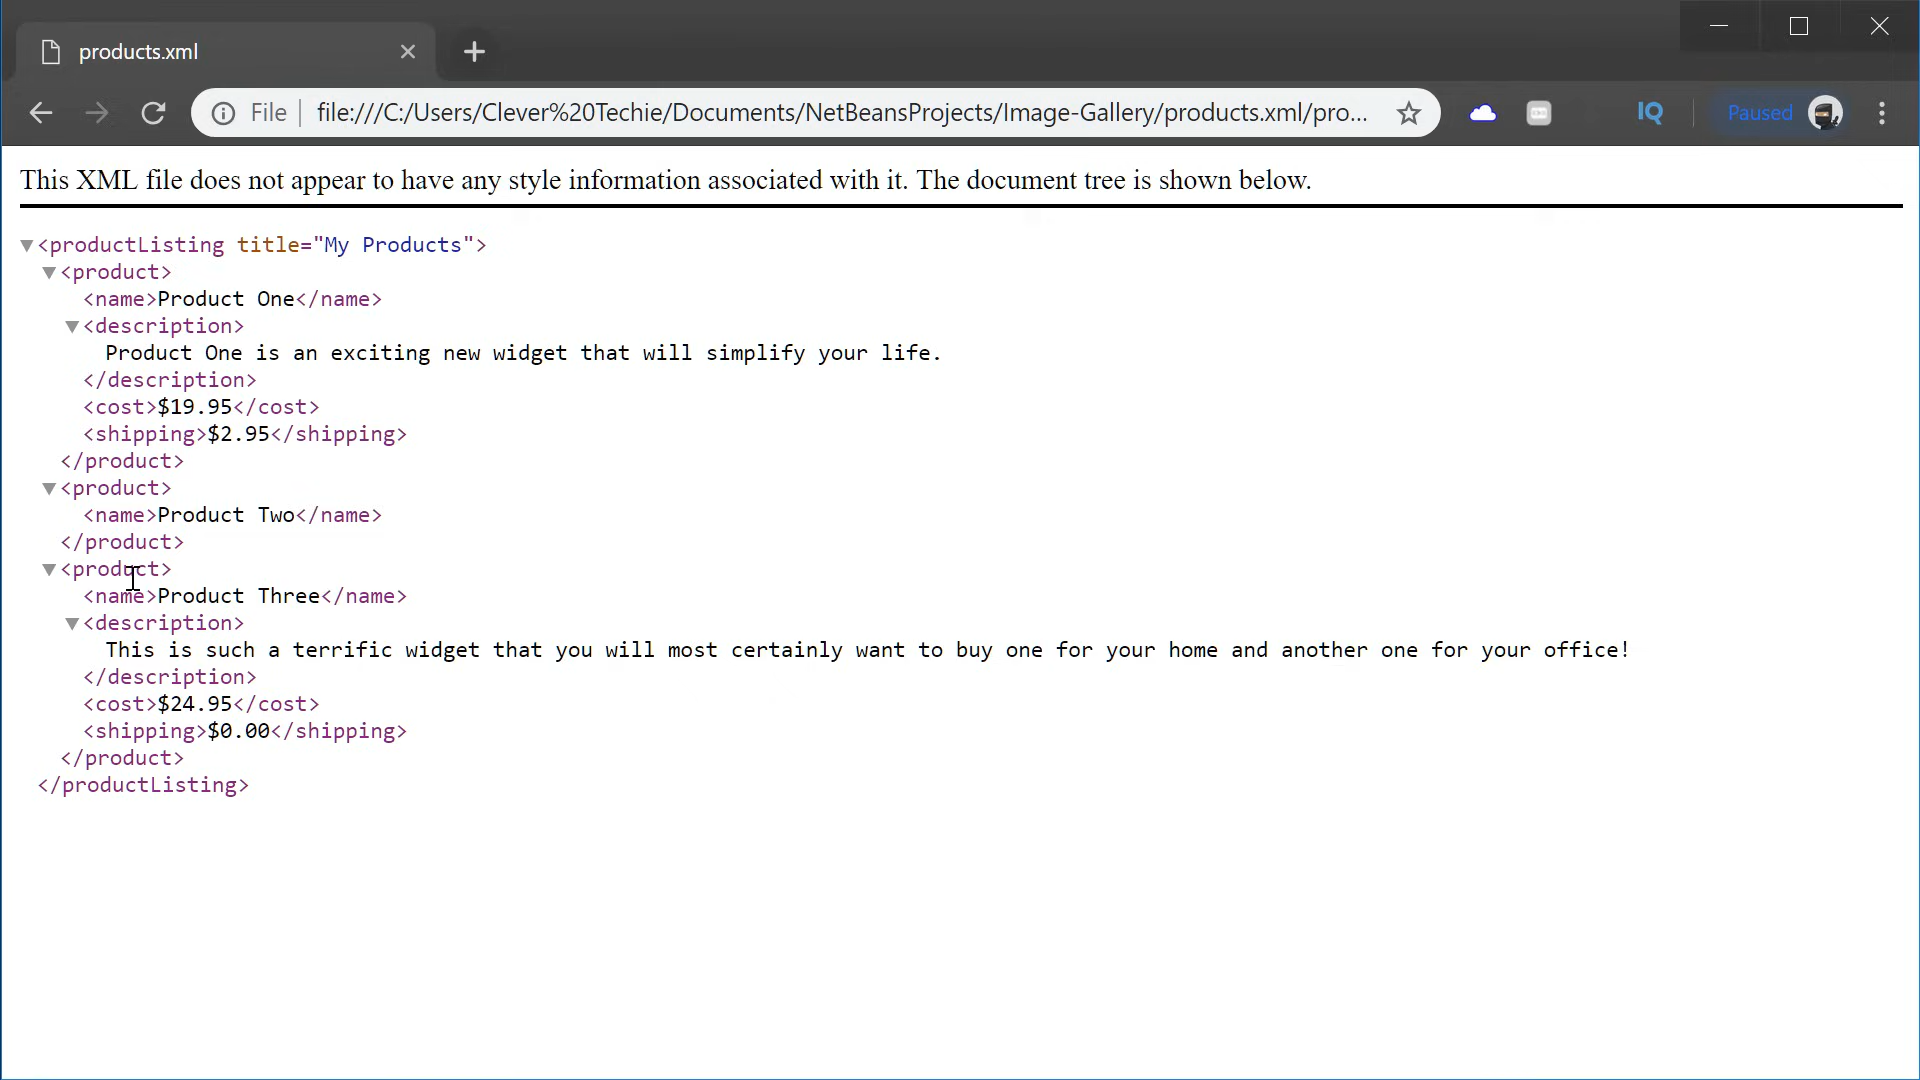 products.xml
File
file:///C:/Users/Clever%20Techie/Documents/NetBeansProjects/Image-Gallery/products.xml/pro...
IQ
Paused
This XML file does not appear to have any style information associated with it. The document tree is shown below.
<productListing title="My Products">
<product>
<name>Product One</name>
<description>
Product One is an exciting new widget that will simplify your life.
</description>
<cost>$19.95</cost>
<shipping>$2.95</shipping>
</product>
<product>
<name>Product Two</name>
</product>
<product>
<name>Product Three</name>
<description>
This is such a terrific widget that you will most certainly want to buy one for your home and another one for your office!
</description>
<cost>$24.95</cost>
<shipping>$0.00</shipping>
</product>
</productListing>